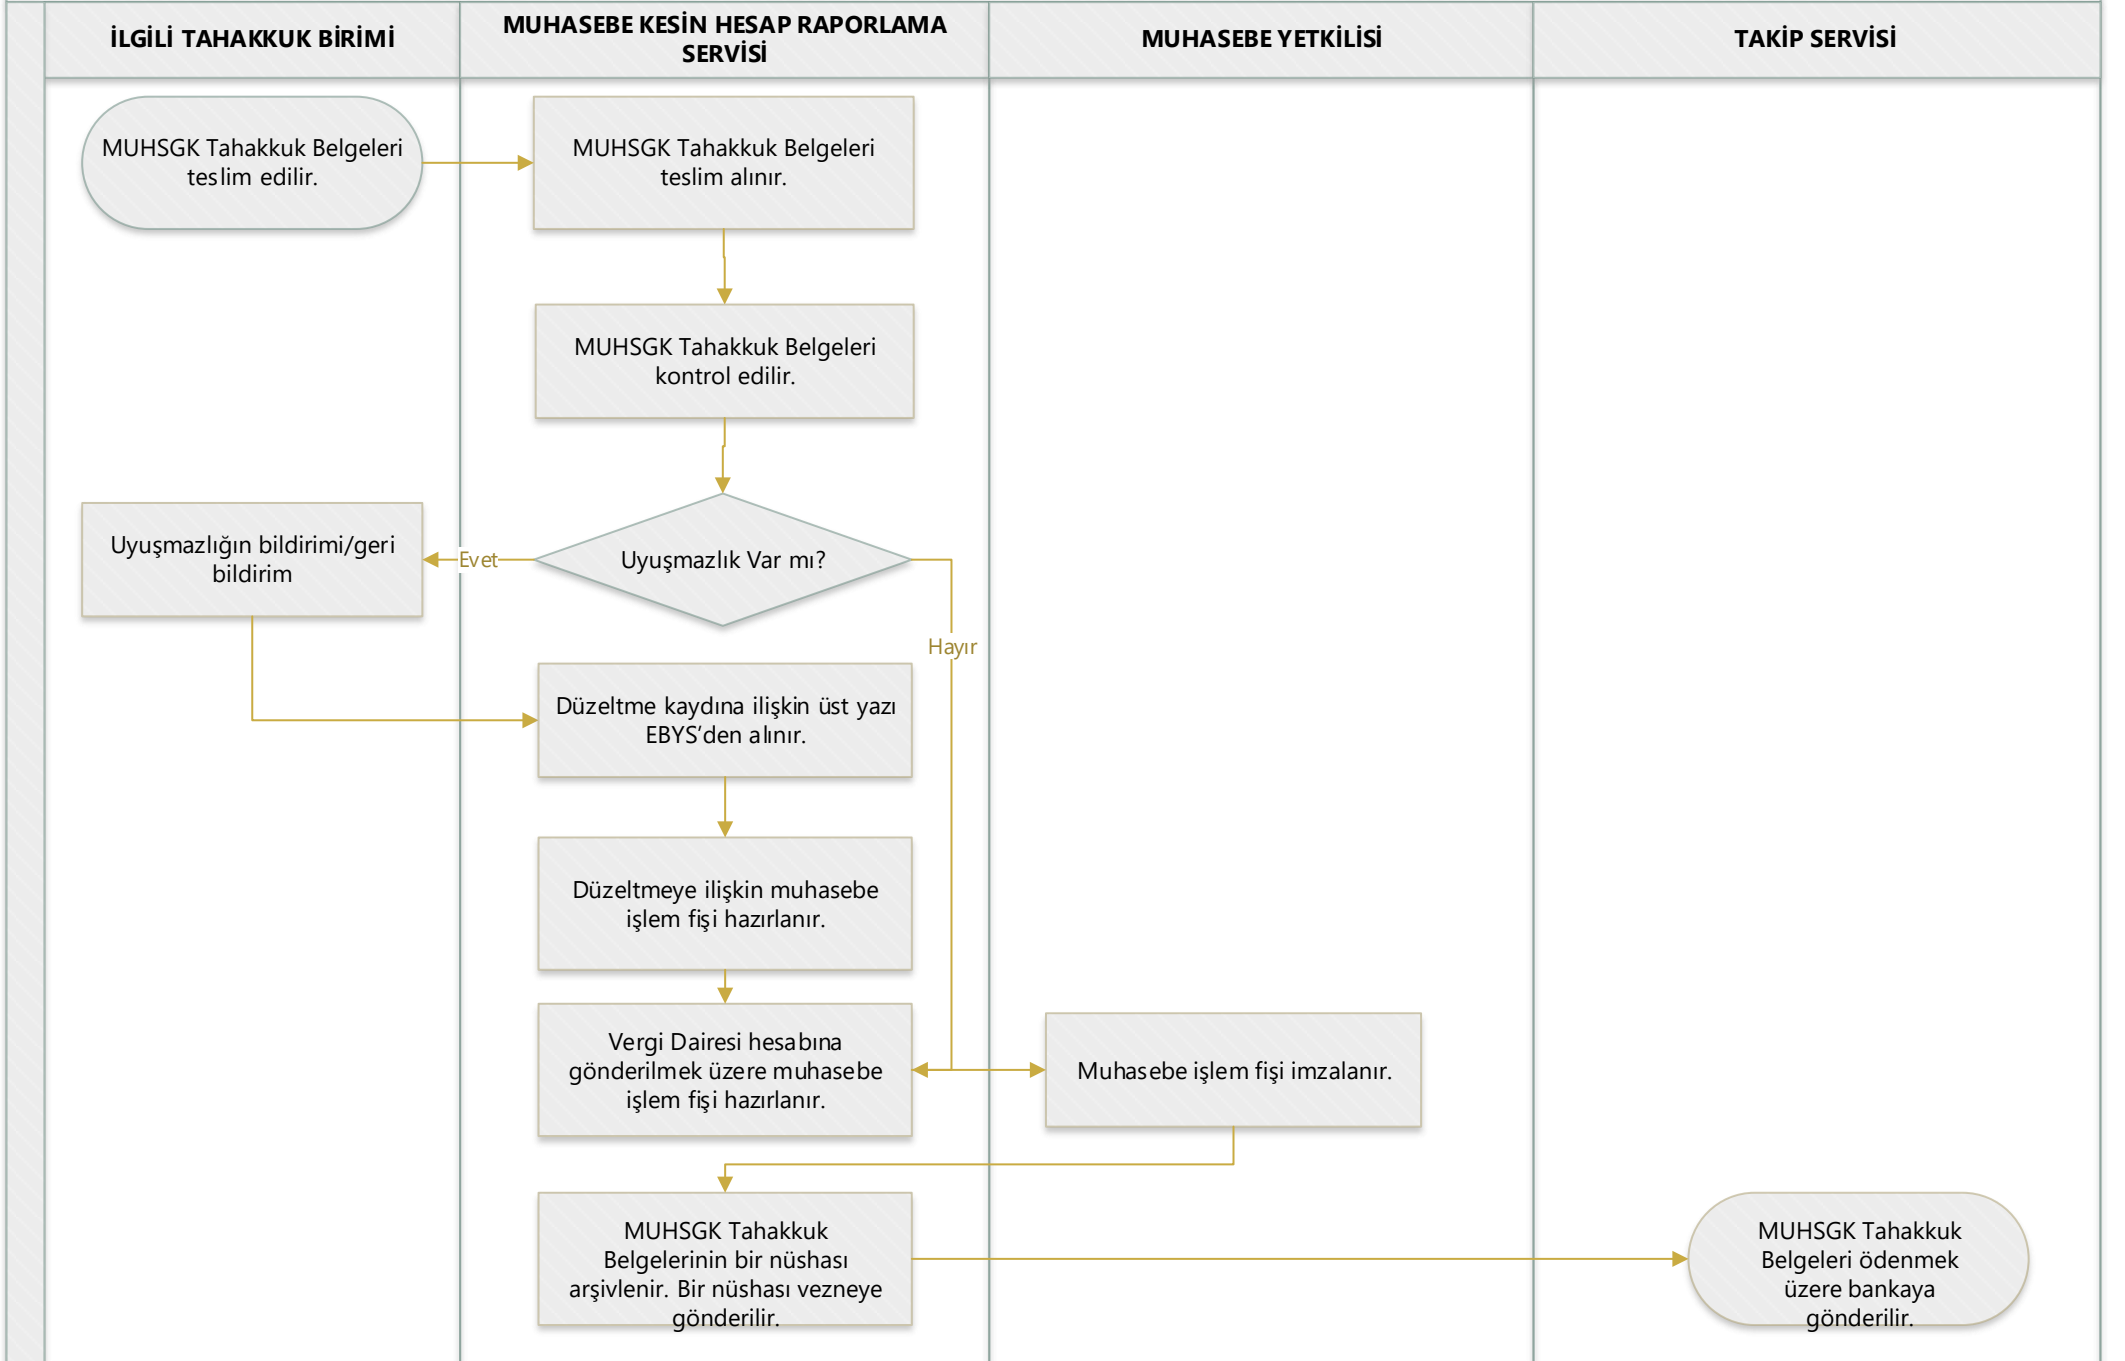 İLGİLİ TAHAKKUK BİRİMİ
MUHASEBE KESİN HESAP RAPORLAMA
SERVİSİ
MUHASEBE YETKİLİSİ
TAKİP SERVİSİ
MUHSGK Tahakkuk Belgeleri
teslim edilir.
MUHSGK Tahakkuk Belgeleri
teslim alınır.
MUHSGK Tahakkuk Belgeleri
kontrol edilir.
Uyuşmazlığın bildirimi/geri
bildirim
Evet
Uyuşmazlık Var mı?
Hayır
Düzeltme kaydına ilişkin üst yazı
EBYS’den alınır.
Düzeltmeye ilişkin muhasebe
işlem fişi hazırlanır.
Vergi Dairesi hesabına
gönderilmek üzere muhasebe
işlem fişi hazırlanır.
Muhasebe işlem fişi imzalanır.
MUHSGK Tahakkuk
Belgelerinin bir nüshası
arşivlenir. Bir nüshası vezneye
gönderilir.
MUHSGK Tahakkuk
Belgeleri ödenmek
üzere bankaya
gönderilir.